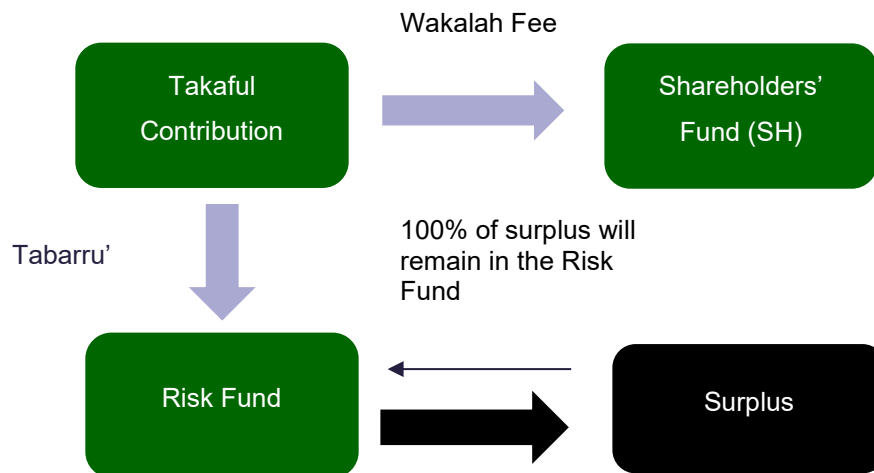 Wakalah Fee
Takaful
Contribution
Shareholders’
Fund (SH)
Tabarru’
100% of surplus will
remain in the Risk
Fund
Risk Fund
Surplus